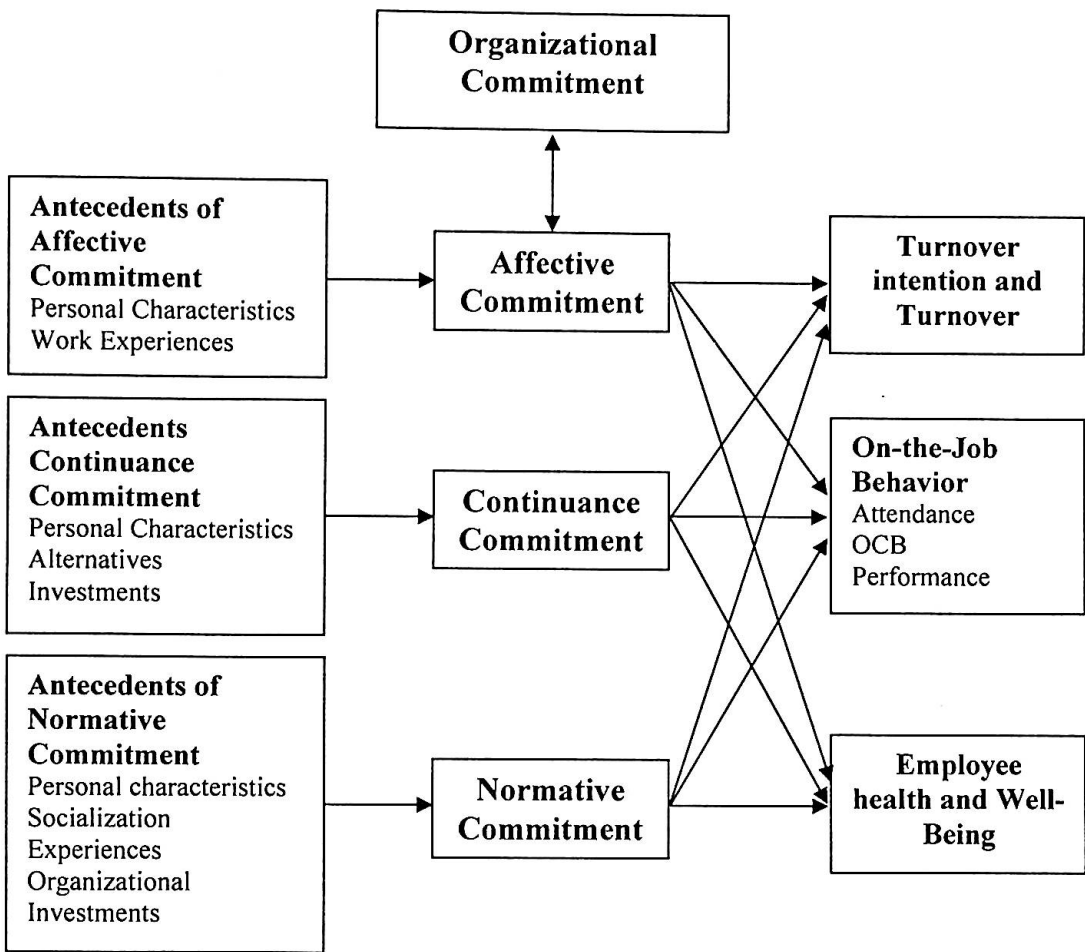 Organizational
Commitment
Antecedents of
Affective
Commitment
Personal Characteristics
Work Experiences
Affective
Commitment
Turnover
intention and
Turnover
Antecedents
Continuance
Commitment
Personal Characteristics
Alternatives
Investments
Continuance
Commitment
On-the-Job
Behavior
Attendance
OCB
Performance
Antecedents of
Normative
Commitment
Personal characteristics
Socialization
Experiences
Organizational
Investments
Normative
Commitment
Employee
health and Well-
Being